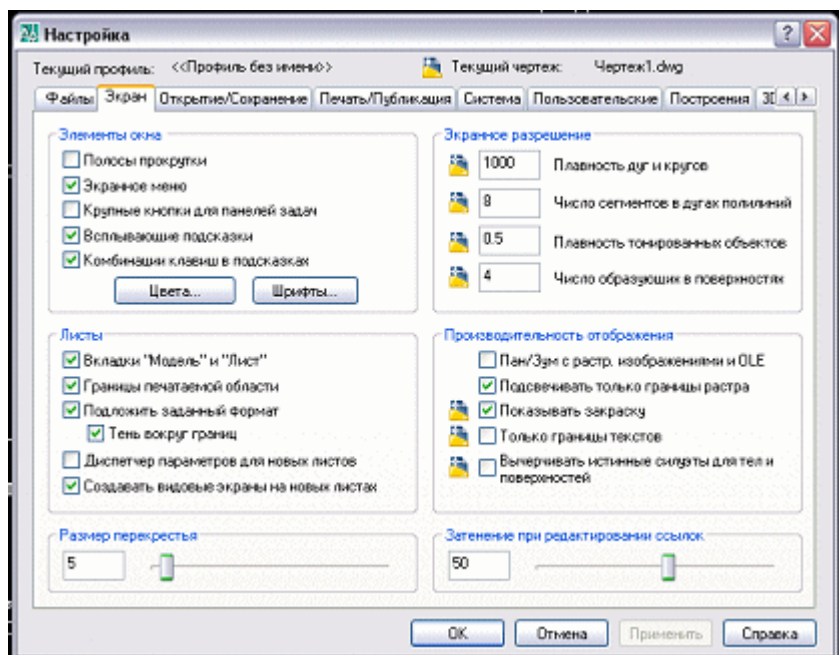 Настройка
Текущий профиль: <<Профиль без имени>> Текущий чертеж: Чертеж1.dwg
Файлы Экран Открытие/Сохранение Печать/Публикация Система Пользовательские Построения 3D
Элементы окна
Полосы прокрутки
Экранное меню
Крупные кнопки для панелей задач
Всплывающие подсказки
Комбинации клавиш в подсказках
Цвета... Шрифты...
Экранное разрешение
1000 Плавность дуг и кругов
8 Число сегментов в дугах полилиний
0.5 Плавность тонированных объектов
4 Число образующих в поверхностях
Листы
Вкладки "Модель" и "Лист"
Границы печатаемой области
Подложить заданный формат
Тень вокруг границ
Диспетчер параметров для новых листов
Создавать видовые экраны на новых листах
Производительность отображения
Пан/Зум с растр. изображениями и OLE
Подсвечивать только границы растра
Показывать закраску
Только границы текстов
Вычерчивать истинные силуэты для тел и
поверхностей
Размер перекрестья
5
Затенение при редактировании ссылок
50
OK Отмена Применить Справка